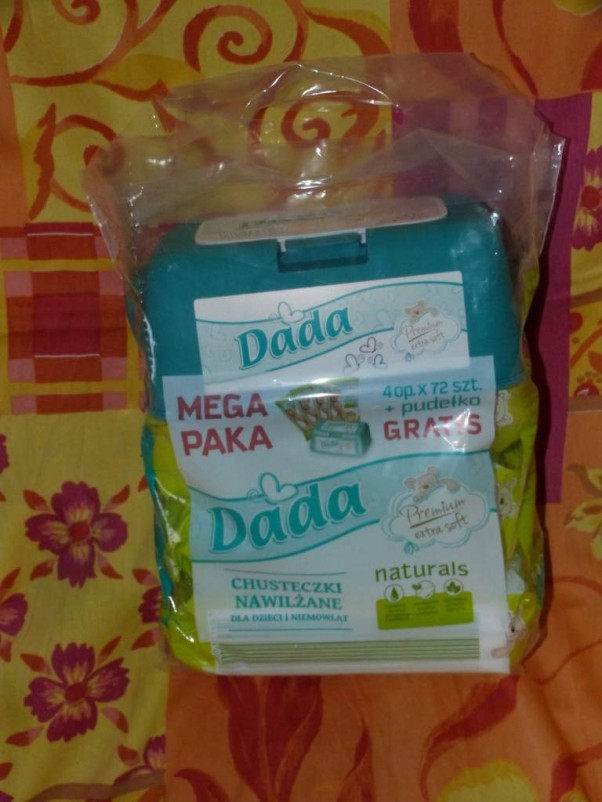 Dada
Premium
extra soft
MEGA
PAKA
4 op. x 72 szt.
+ pudełko
GRATIS
Dada
Premium
extra soft
naturals
CHUSTECZKI
NAWILŻANE
DLA DZIECI I NIEMOWLĄT